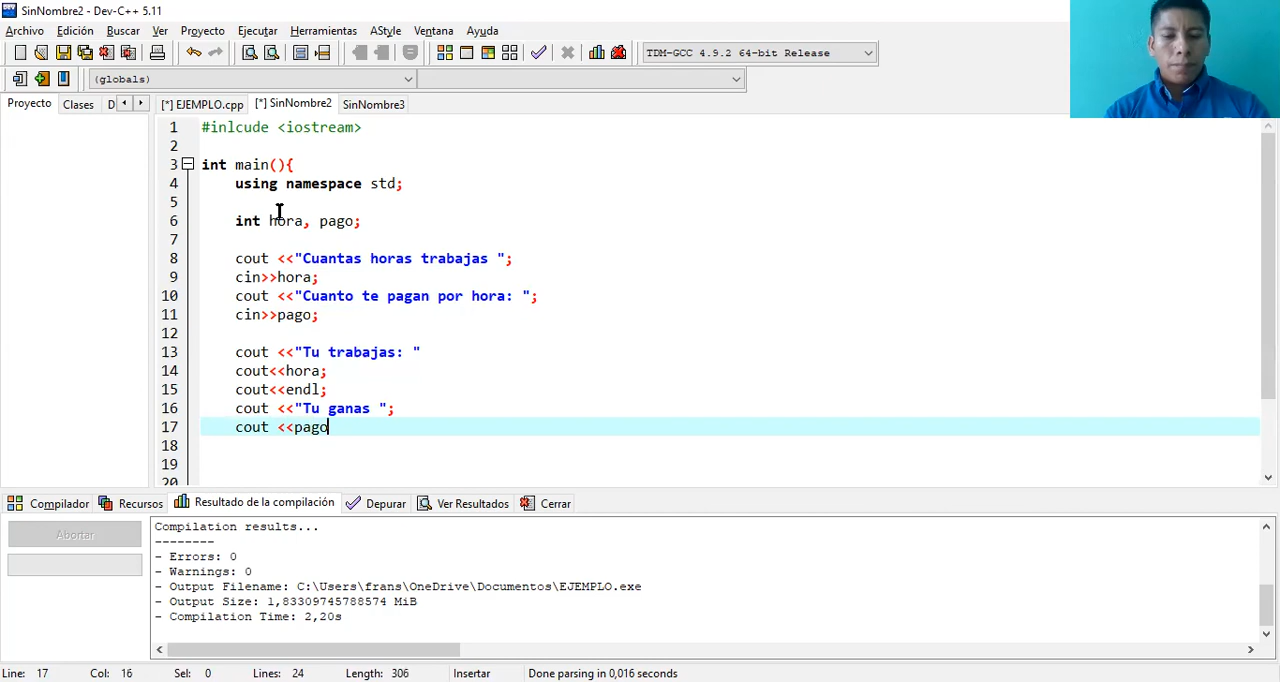 SinNombre2 - Dev-C++ 5.11
Archivo Edición Buscar Ver Proyecto Ejecutar Herramientas AStyle Ventana Ayuda
TDM-GCC 4.9.2 64-bit Release
(globals)
Proyecto Clases D [*] EJEMPLO.cpp [*] SinNombre2 SinNombre3
1 #inlcude <iostream>
2
3 int main(){
4 using namespace std;
5
6 int hora, pago;
7
8 cout <<"Cuantas horas trabajas ";
9 cin>>hora;
10 cout <<"Cuanto te pagan por hora: ";
11 cin>>pago;
12
13 cout <<"Tu trabajas: "
14 cout<<hora;
15 cout<<endl;
16 cout <<"Tu ganas ";
17 cout <<pago
18
19
20
Compilador Recursos Resultado de la compilación Depurar Ver Resultados Cerrar
Abortar
Compilation results...
--------
- Errors: 0
- Warnings: 0
- Output Filename: C:\Users\frans\OneDrive\Documentos\EJEMPLO.exe
- Output Size: 1,83309745788574 MiB
- Compilation Time: 2,20s
Line: 17 Col: 16 Sel: 0 Lines: 24 Length: 306 Insertar Done parsing in 0,016 seconds